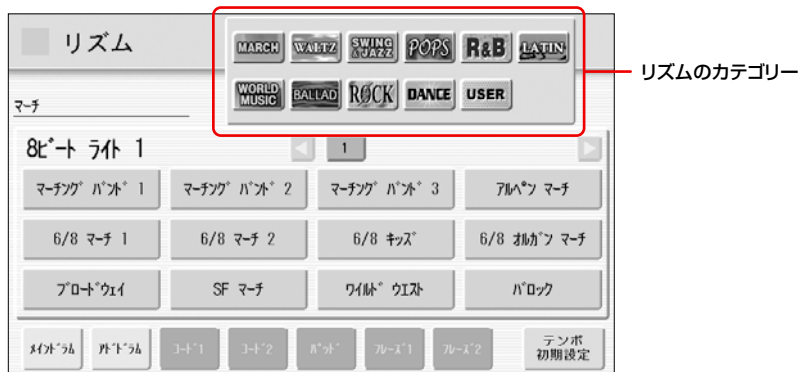 リズム
MARCH WALTZ SWING & JAZZ POPS R&B LATIN
WORLD MUSIC BALLAD ROCK DANCE USER
リズムのカテゴリー
マーチ
8ビート ライト 1
1
マーチング バンド 1 マーチング バンド 2 マーチング バンド 3 アルペン マーチ
6/8 マーチ 1 6/8 マーチ 2 6/8 キッズ 6/8 オルガン マーチ
ブロードウェイ SF マーチ ワイルド ウエスト バロック
メインドラム アドドラム コード1 コード2 パッド フレーズ1 フレーズ2 テンポ
初期設定